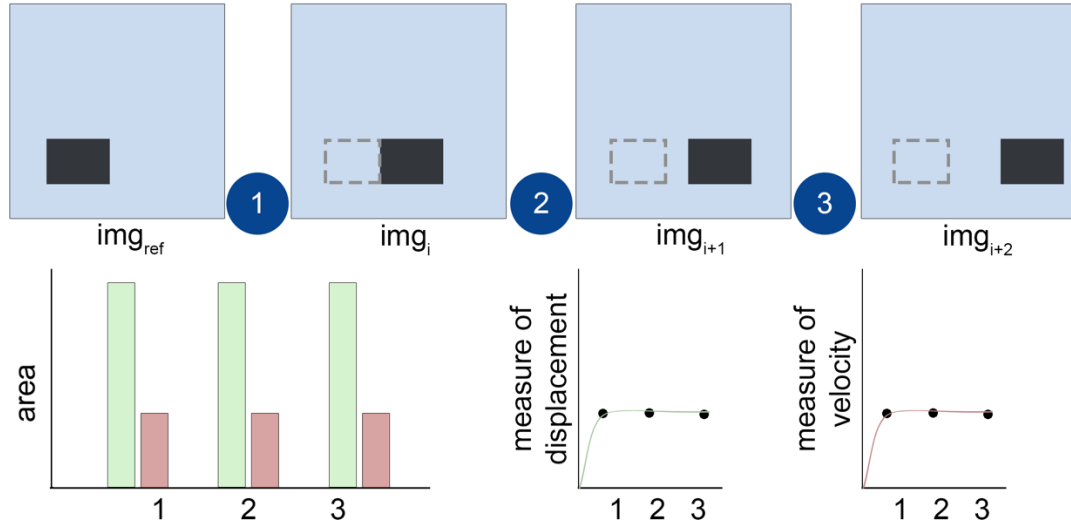 1
2
3
img_ref
img_i
img_i+1
img_i+2
area
1 2 3
measure of
displacement
1 2 3
measure of
velocity
1 2 3